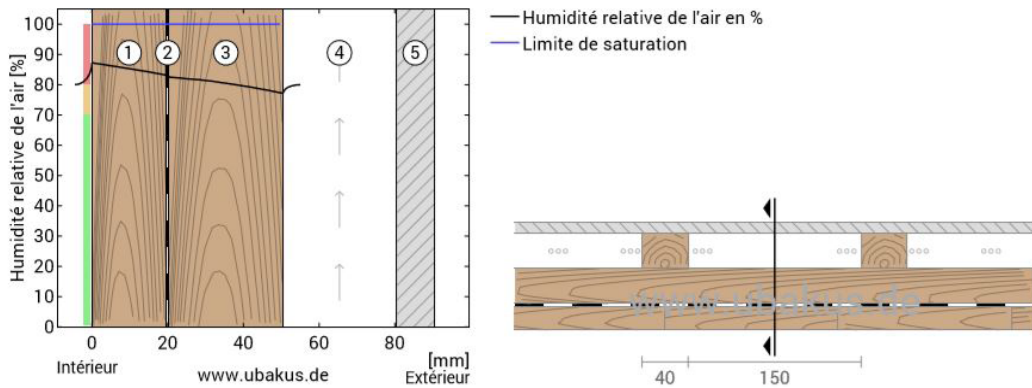 Humidité relative de l'air [%]
100
90
80
70
60
50
40
30
20
10
0
1
2
3
4
5
0
20
40
60
80
[mm]
Intérieur
www.ubakus.de
Extérieur
Humidité relative de l'air en %
Limite de saturation
www.ubakus.de
40
150